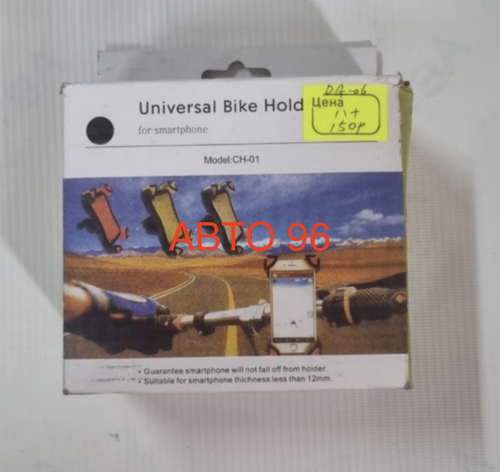 DG-06
Universal Bike Hold
Цена
11+
150р
for smartphone
Model:CH-01
АВТО 96
• Guarantee smartphone will not fall off from holder.
• Suitable for smartphone thickness less than 12mm.